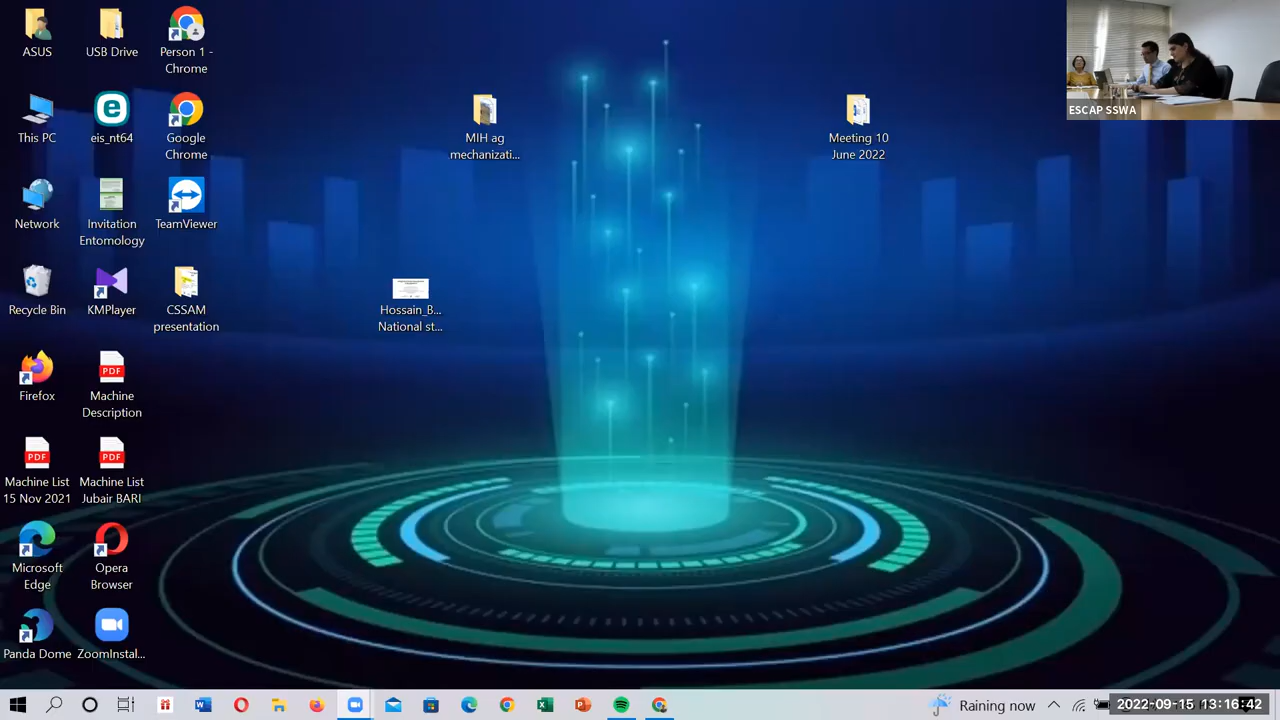 ASUS
USB Drive
Person 1 -
Chrome
This PC
eis_nt64
Google
Chrome
MIH ag
mechanizati...
Meeting 10
June 2022
ESCAP SSWA
Network
Invitation
Entomology
TeamViewer
Recycle Bin
KMPlayer
CSSAM
presentation
Hossain_B...
National st...
Firefox
PDF
Machine
Description
PDF
Machine List
15 Nov 2021
PDF
Machine List
Jubair BARI
Microsoft
Edge
Opera
Browser
Panda Dome
ZoomInstal...
Raining now
2022-09-15 13:16:42